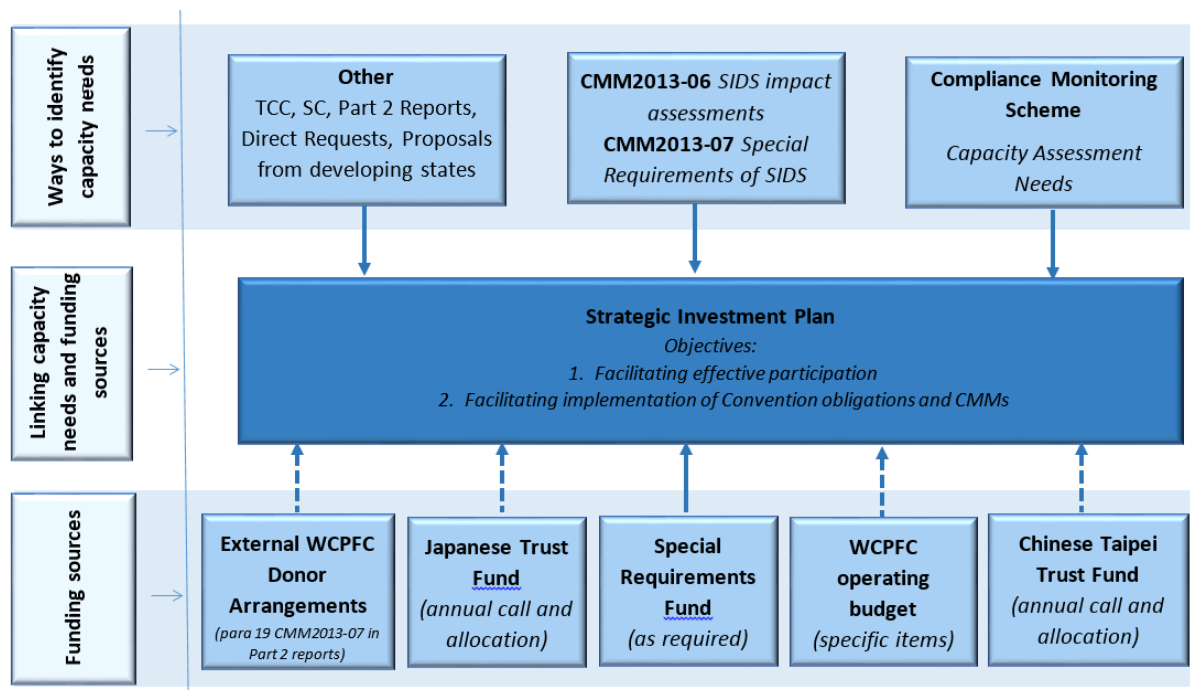 Ways to identify
capacity needs
Other
TCC, SC, Part 2 Reports,
Direct Requests, Proposals
from developing states
CMM2013-06 SIDS impact
assessments
CMM2013-07 Special
Requirements of SIDS
Compliance Monitoring
Scheme
Capacity Assessment
Needs
Linking capacity
needs and funding
sources
Strategic Investment Plan
Objectives:
1. Facilitating effective participation
2. Facilitating implementation of Convention obligations and CMMs
Funding sources
External WCPFC
Donor
Arrangements
(para 19 CMM2013-07 in
Part 2 reports)
Japanese Trust
Fund
(annual call and
allocation)
Special
Requirements
Fund
(as required)
WCPFC
operating
budget
(specific items)
Chinese Taipei
Trust Fund
(annual call and
allocation)